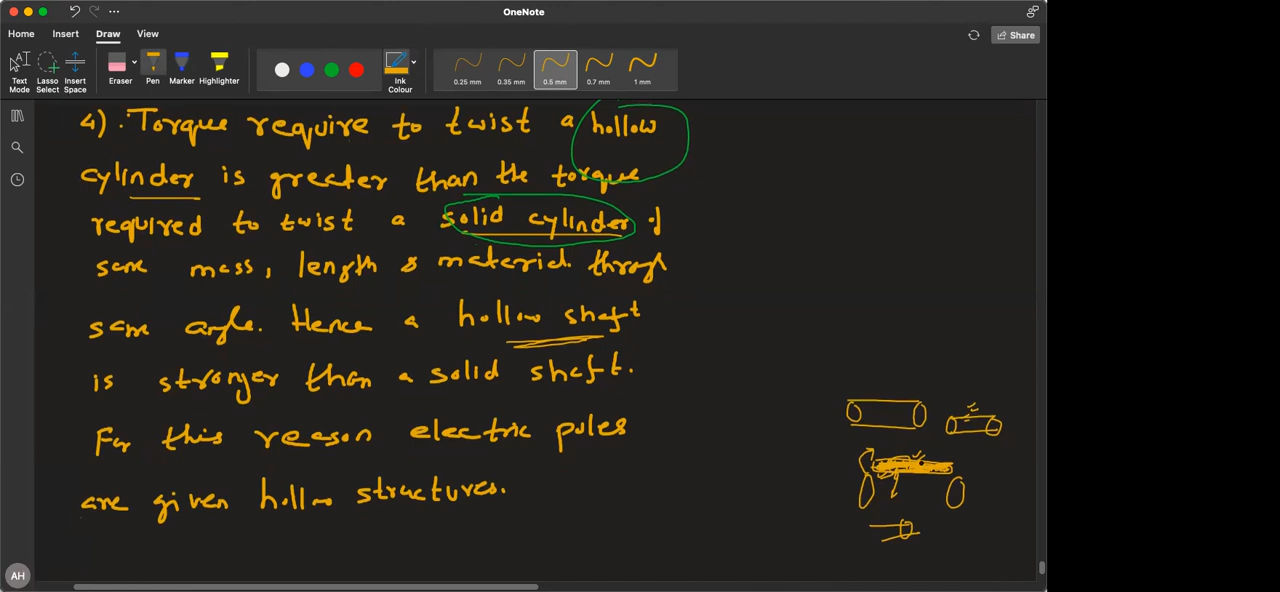 OneNote
Home Insert Draw View
Share
Text Mode
Lasso Select
Insert Space
Eraser
Pen
Marker
Highlighter
Ink Colour
0.25 mm
0.35 mm
0.5 mm
0.7 mm
1 mm
4). Torque require to twist a hollow
cylinder is greater than the torque
required to twist a solid cylinder of
same mass, length & material through
same angle. Hence a hollow shaft
is stronger than a solid shaft.
For this reason electric poles
are given hollow structures.
AH